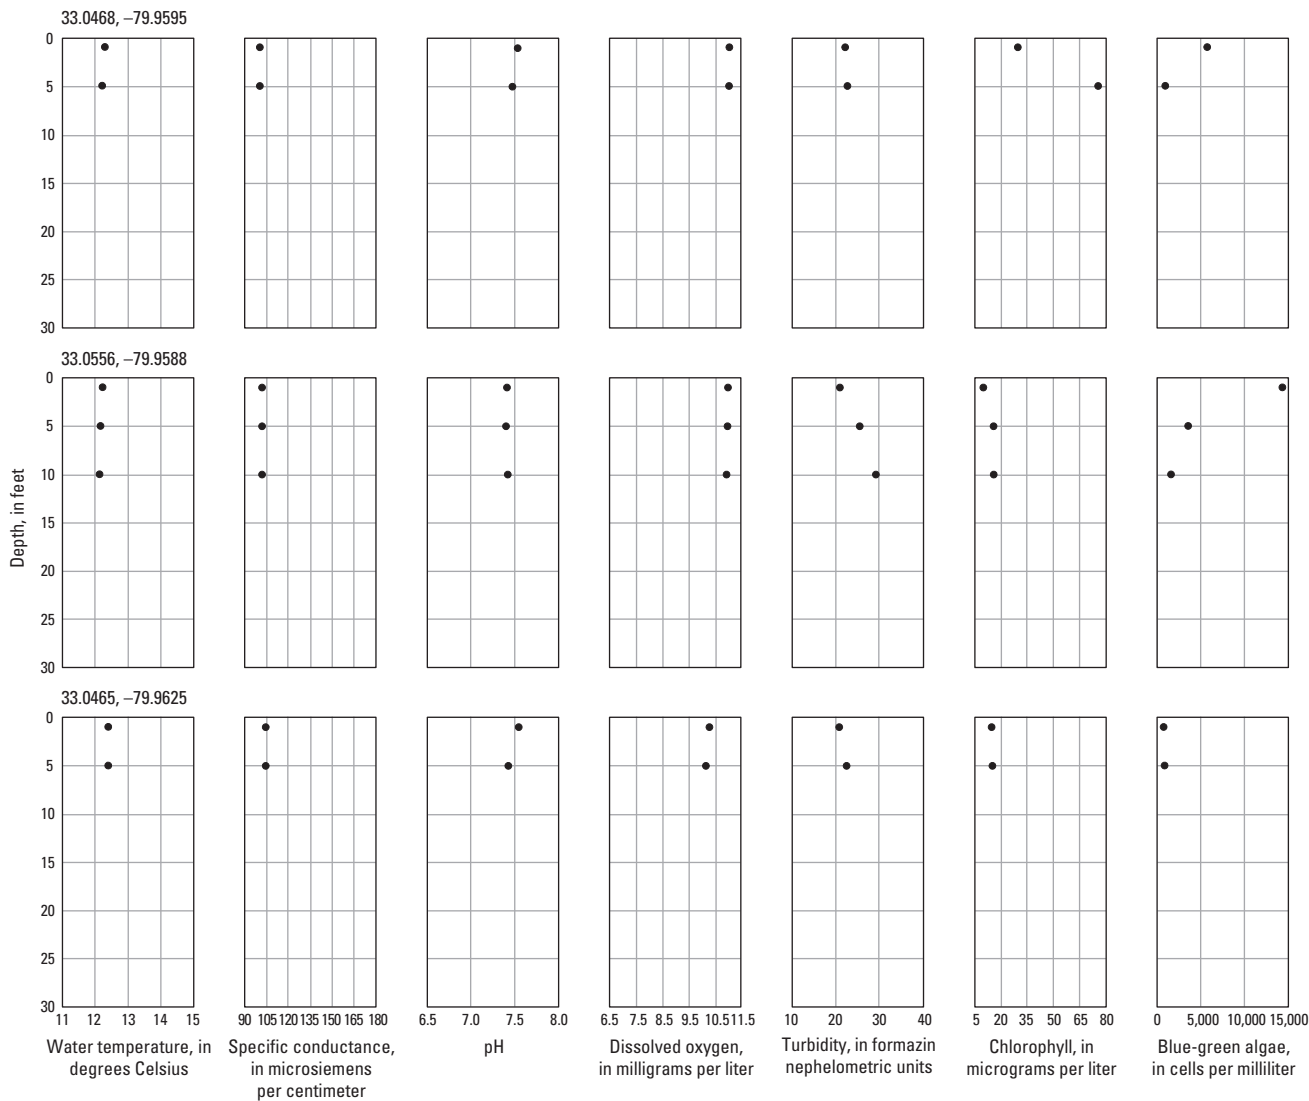 33.0468, –79.9595
0
5
10
15
20
25
30
33.0556, –79.9588
0
5
10
15
20
25
30
Depth, in feet
33.0465, –79.9625
0
5
10
15
20
25
30
11 12 13 14 15
90 105 120 135 150 165 180
6.5 7.0 7.5 8.0
6.5 7.5 8.5 9.5 10.5 11.5
10 20 30 40
5 20 35 50 65 80
0 5,000 10,000 15,000
Water temperature, in
degrees Celsius
Specific conductance,
in microsiemens
per centimeter
pH
Dissolved oxygen,
in milligrams per liter
Turbidity, in formazin
nephelometric units
Chlorophyll, in
micrograms per liter
Blue-green algae,
in cells per milliliter